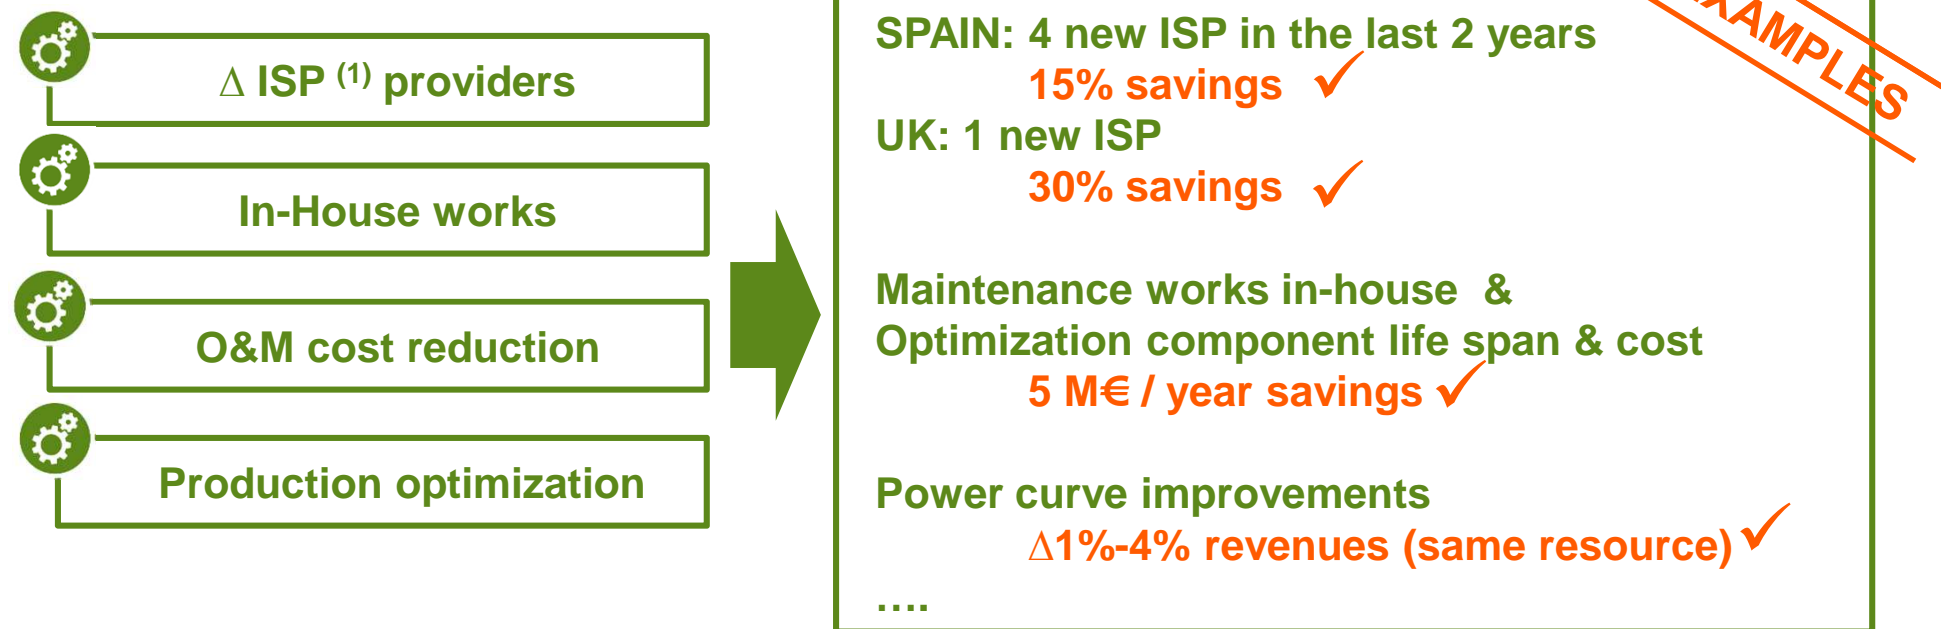 ∆ ISP (1) providers
In-House works
O&M cost reduction
Production optimization
SPAIN: 4 new ISP in the last 2 years
15% savings ✓
UK: 1 new ISP
30% savings ✓
Maintenance works in-house &
Optimization component life span & cost
5 M€ / year savings ✓
Power curve improvements
∆1%-4% revenues (same resource) ✓
....
EXAMPLES